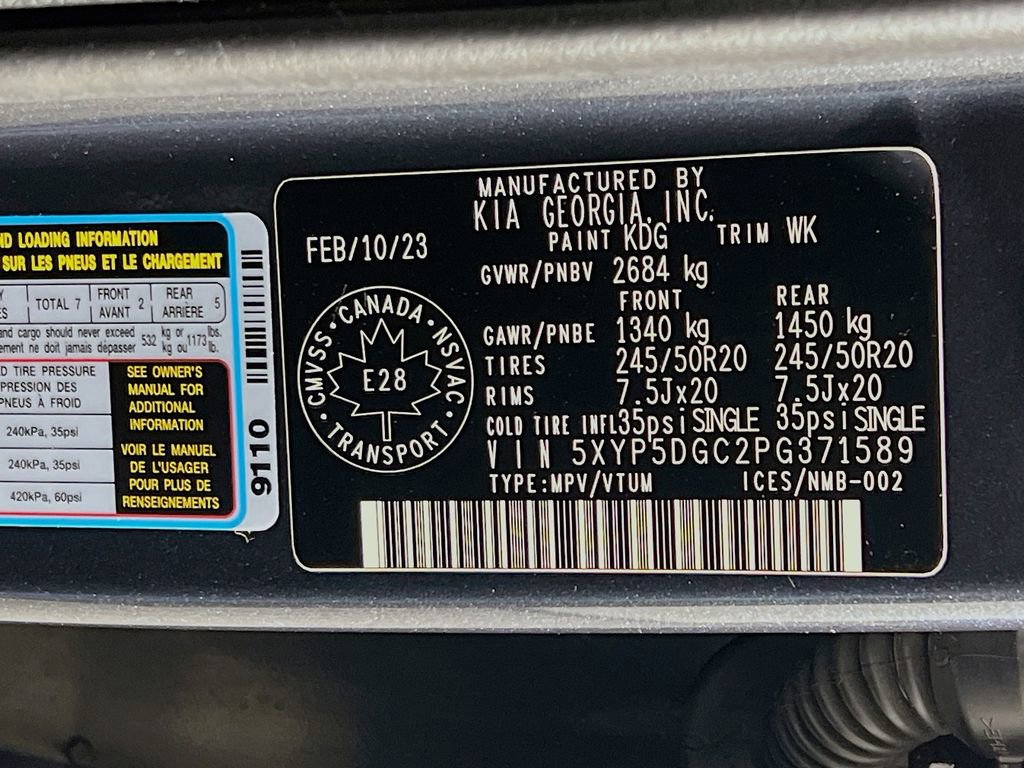 ND LOADING INFORMATION
SUR LES PNEUS ET LE CHARGEMENT
TOTAL 7
FRONT 2
AVANT
REAR 5
ARRIÈRE
and cargo should never exceed 532 kg or 1173 lbs.
ement ne doit jamais dépasser kg ou lb.
D TIRE PRESSURE
PRESSION DES
PNEUS À FROID
240kPa, 35psi
240kPa, 35psi
420kPa, 60psi
SEE OWNER'S
MANUAL FOR
ADDITIONAL
INFORMATION
VOIR LE MANUEL
DE L'USAGER
POUR PLUS DE
RENSEIGNEMENTS
9110
MANUFACTURED BY
KIA GEORGIA, INC.
FEB/10/23
PAINT KDG TRIM WK
GVWR/PNBV 2684 kg
FRONT REAR
GAWR/PNBE 1340 kg 1450 kg
TIRES 245/50R20 245/50R20
RIMS 7.5Jx20 7.5Jx20
COLD TIRE INFL 35psi SINGLE 35psi SINGLE
VIN 5XYP5DGC2PG371589
TYPE:MPV/VTUM ICES/NMB-002
CMVSS • CANADA • NSVAC • TRANSPORT •
E28